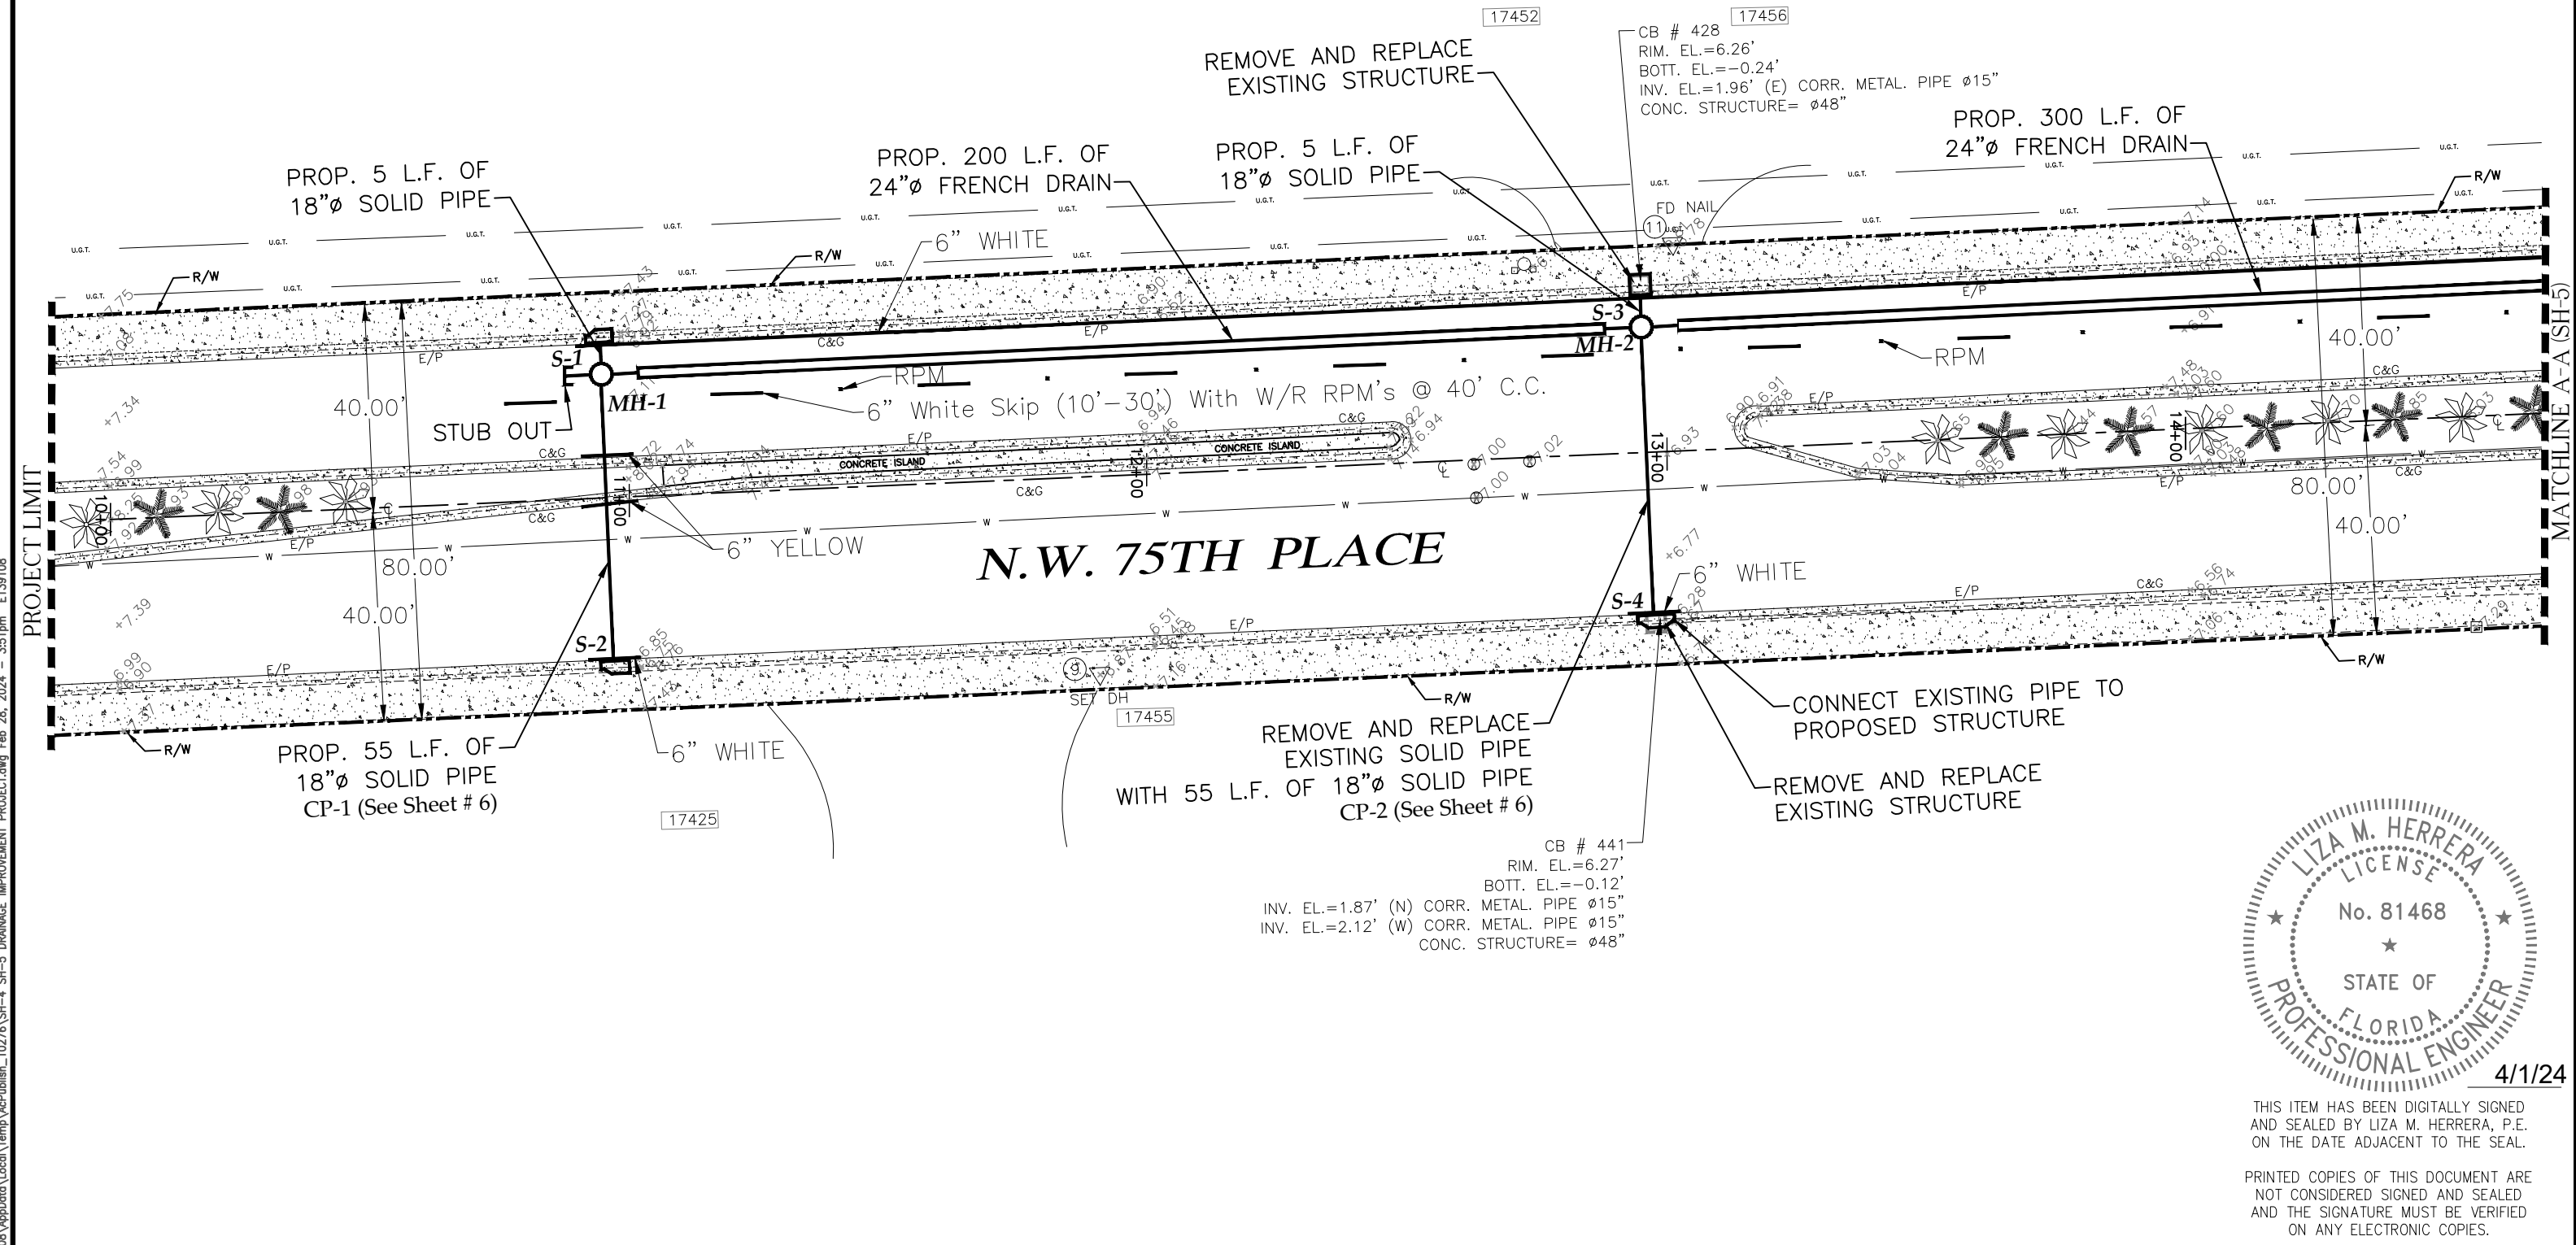 17452
17456
CB # 428
RIM. EL.=6.26'
BOTT. EL.=-0.24'
INV. EL.=1.96' (E) CORR. METAL. PIPE ø15"
CONC. STRUCTURE= ø48"
REMOVE AND REPLACE
EXISTING STRUCTURE
PROP. 5 L.F. OF
18"ø SOLID PIPE
PROP. 200 L.F. OF
24"ø FRENCH DRAIN
PROP. 5 L.F. OF
18"ø SOLID PIPE
PROP. 300 L.F. OF
24"ø FRENCH DRAIN
U.G.T.
R/W
R/W
R/W
FD NAIL
11
6" WHITE
E/P
C&G
E/P
E/P
S-1
MH-1
S-3
MH-2
RPM
RPM
6" White Skip (10'-30') With W/R RPM's @ 40' C.C.
STUB OUT
40.00'
40.00'
+7.34
C&G
E/P
C&G
E/P
C&G
CONCRETE ISLAND
CONCRETE ISLAND
C&G
C&G
E/P
C&G
10+00
11+00
12+00
13+00
14+00
+6.93
W
6" YELLOW
N.W. 75TH PLACE
80.00'
80.00'
40.00'
40.00'
+7.39
+6.77
6" WHITE
PROJECT LIMIT
MATCHLINE A-A (SH-5)
S-2
S-4
E/P
E/P
E/P
C&G
9
SET DH
17455
R/W
R/W
R/W
PROP. 55 L.F. OF
18"ø SOLID PIPE
CP-1 (See Sheet # 6)
6" WHITE
17425
REMOVE AND REPLACE
EXISTING SOLID PIPE
WITH 55 L.F. OF 18"ø SOLID PIPE
CP-2 (See Sheet # 6)
CONNECT EXISTING PIPE TO
PROPOSED STRUCTURE
REMOVE AND REPLACE
EXISTING STRUCTURE
CB # 441
RIM. EL.=6.27'
BOTT. EL.=-0.12'
INV. EL.=1.87' (N) CORR. METAL. PIPE ø15"
INV. EL.=2.12' (W) CORR. METAL. PIPE ø15"
CONC. STRUCTURE= ø48"
LIZA M. HERRERA
LICENSE
No. 81468
STATE OF
FLORIDA
PROFESSIONAL ENGINEER
4/1/24
THIS ITEM HAS BEEN DIGITALLY SIGNED
AND SEALED BY LIZA M. HERRERA, P.E.
ON THE DATE ADJACENT TO THE SEAL.
PRINTED COPIES OF THIS DOCUMENT ARE
NOT CONSIDERED SIGNED AND SEALED
AND THE SIGNATURE MUST BE VERIFIED
ON ANY ELECTRONIC COPIES.